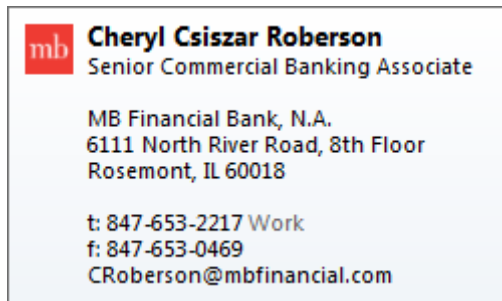 mb
Cheryl Csiszar Roberson
Senior Commercial Banking Associate
MB Financial Bank, N.A.
6111 North River Road, 8th Floor
Rosemont, IL 60018
t: 847-653-2217 Work
f: 847-653-0469
CRoberson@mbfinancial.com